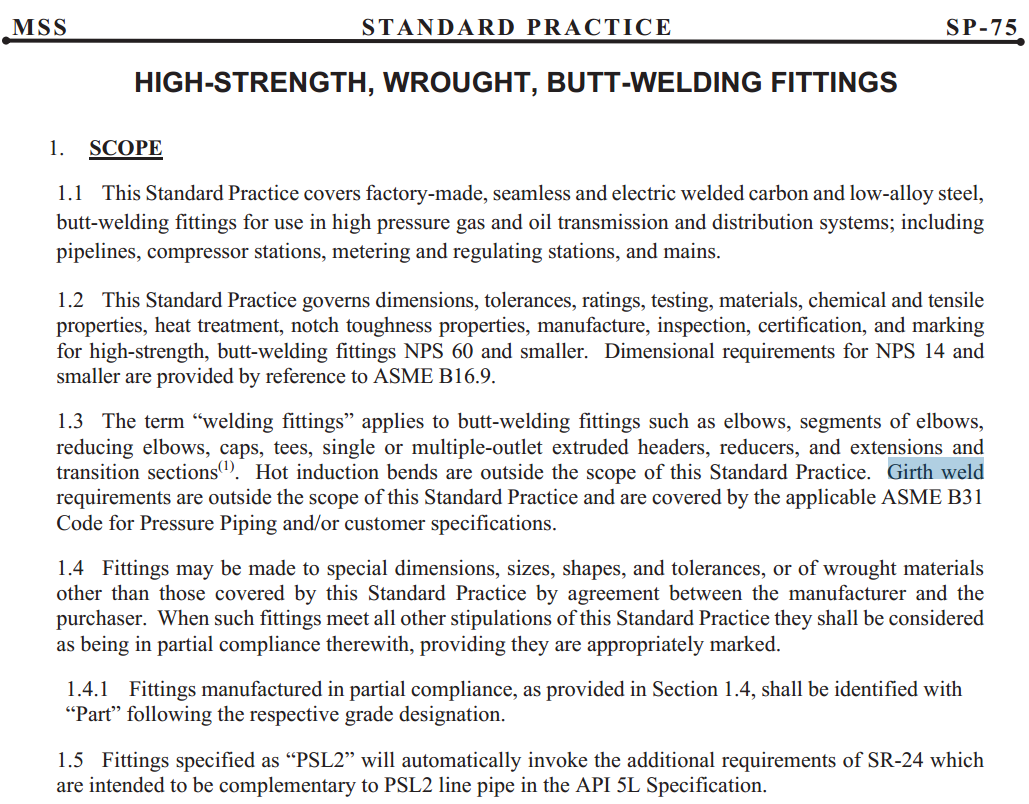 MSS STANDARD PRACTICE SP-75
HIGH-STRENGTH, WROUGHT, BUTT-WELDING FITTINGS
1. SCOPE
1.1 This Standard Practice covers factory-made, seamless and electric welded carbon and low-alloy steel,
butt-welding fittings for use in high pressure gas and oil transmission and distribution systems; including
pipelines, compressor stations, metering and regulating stations, and mains.
1.2 This Standard Practice governs dimensions, tolerances, ratings, testing, materials, chemical and tensile
properties, heat treatment, notch toughness properties, manufacture, inspection, certification, and marking
for high-strength, butt-welding fittings NPS 60 and smaller. Dimensional requirements for NPS 14 and
smaller are provided by reference to ASME B16.9.
1.3 The term “welding fittings” applies to butt-welding fittings such as elbows, segments of elbows,
reducing elbows, caps, tees, single or multiple-outlet extruded headers, reducers, and extensions and
transition sections(1). Hot induction bends are outside the scope of this Standard Practice. Girth weld
requirements are outside the scope of this Standard Practice and are covered by the applicable ASME B31
Code for Pressure Piping and/or customer specifications.
1.4 Fittings may be made to special dimensions, sizes, shapes, and tolerances, or of wrought materials
other than those covered by this Standard Practice by agreement between the manufacturer and the
purchaser. When such fittings meet all other stipulations of this Standard Practice they shall be considered
as being in partial compliance therewith, providing they are appropriately marked.
1.4.1 Fittings manufactured in partial compliance, as provided in Section 1.4, shall be identified with
“Part” following the respective grade designation.
1.5 Fittings specified as “PSL2” will automatically invoke the additional requirements of SR-24 which
are intended to be complementary to PSL2 line pipe in the API 5L Specification.